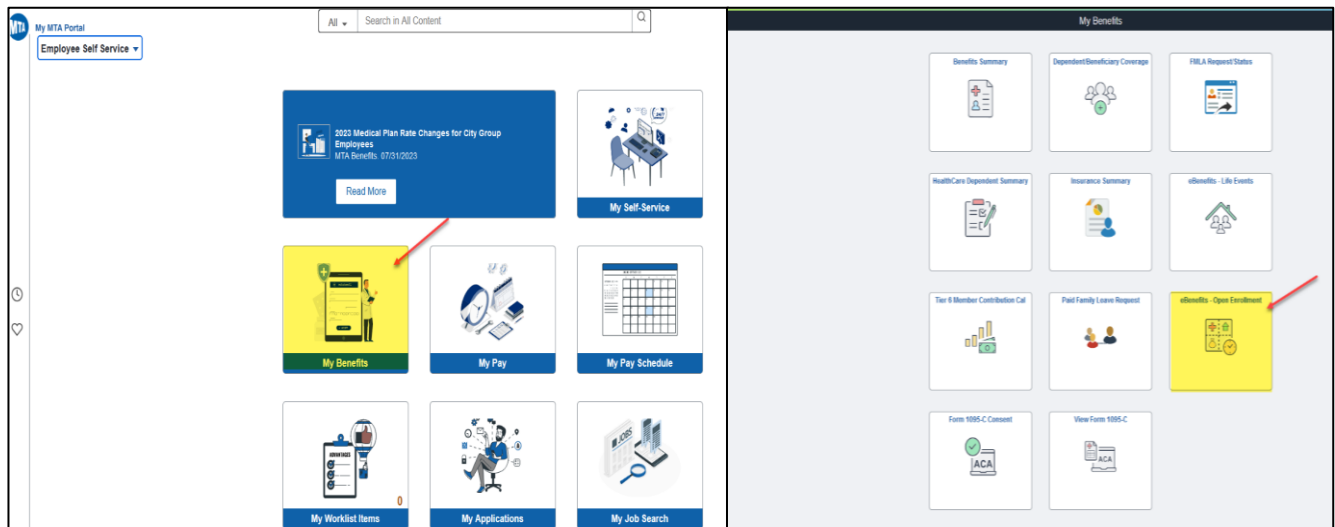 MTA
My MTA Portal
All
Search in All Content
Employee Self Service
2023 Medical Plan Rate Changes for City Group
Employees
MTA Benefits 07/31/2023
Read More
My Self-Service
My Benefits
My Pay
My Pay Schedule
ADVANTAGES
0
JOBS
My Worklist Items
My Applications
My Job Search
My Benefits
Benefits Summary
Dependent/Beneficiary Coverage
FMLA Request/Status
HealthCare Dependent Summary
Insurance Summary
eBenefits - Life Events
Tier 6 Member Contribution Cal
Paid Family Leave Request
eBenefits - Open Enrollment
Form 1095-C Consent
View Form 1095-C
ACA
ACA